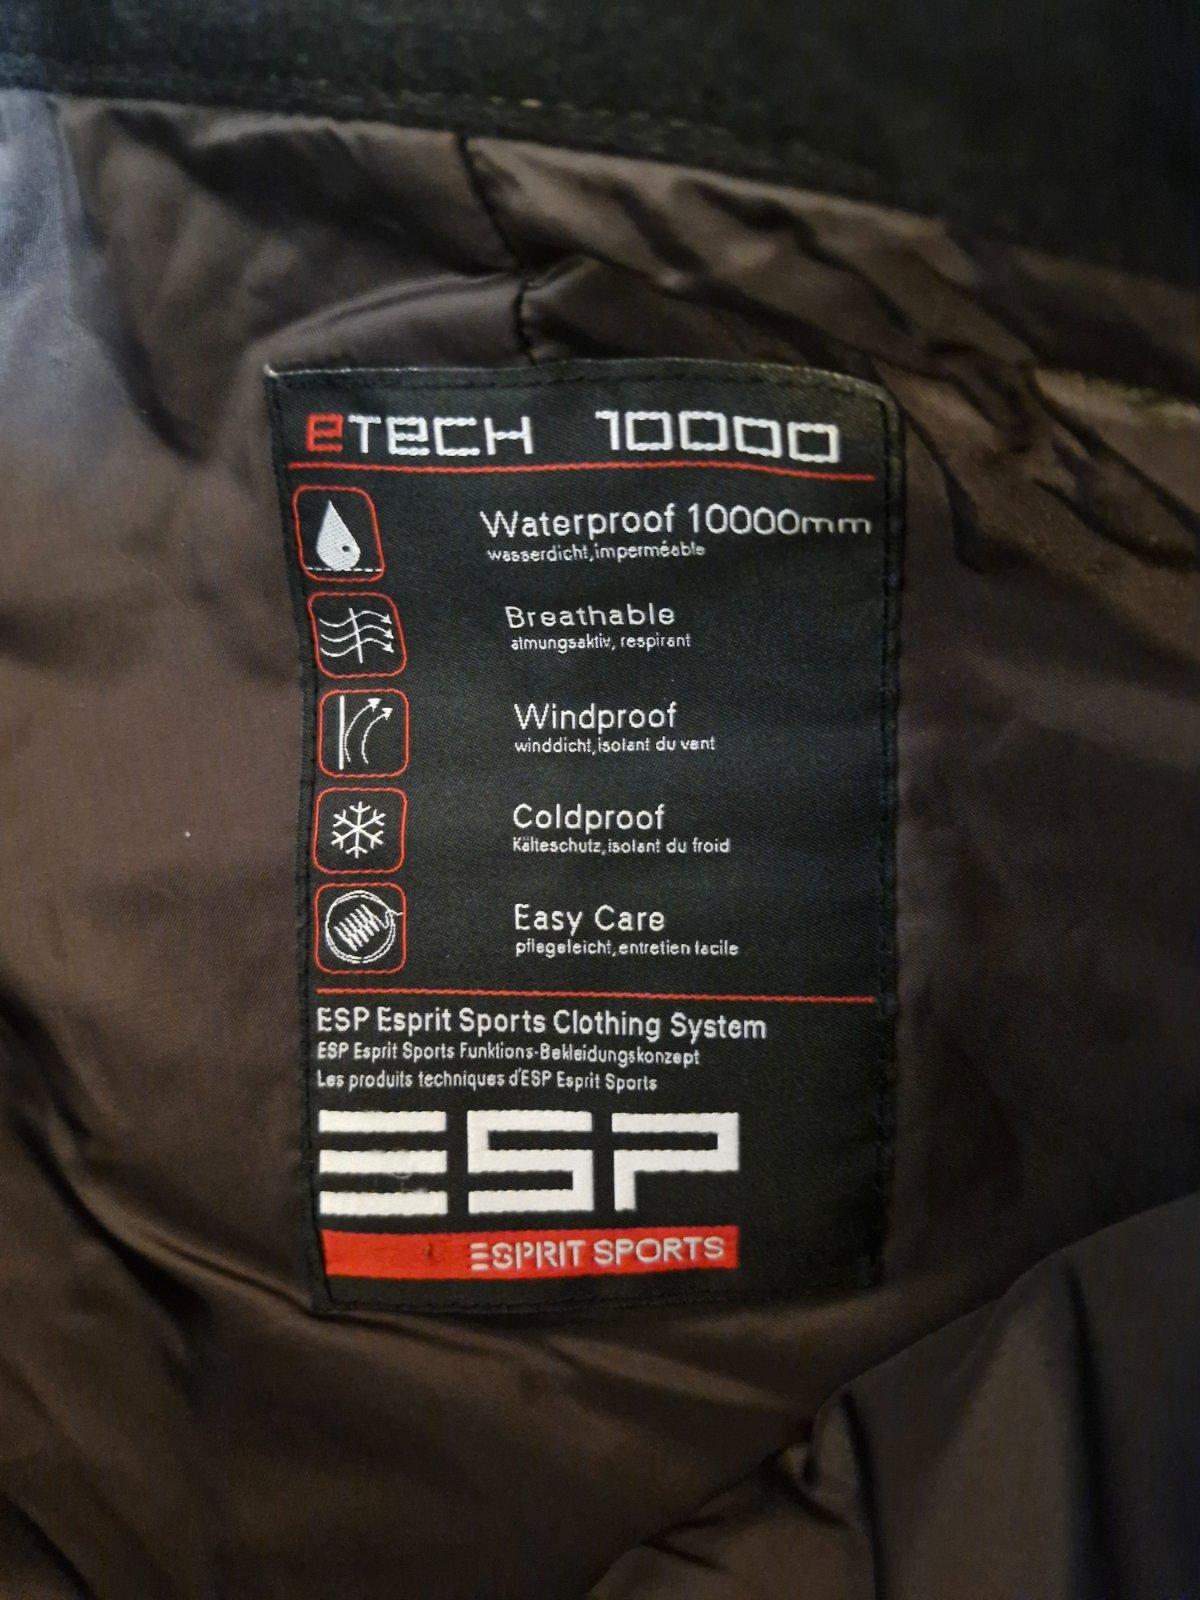 eTECH 10000
Waterproof 10000mm
wasserdicht,imperméable
Breathable
atmungsaktiv, respirant
Windproof
winddicht,isolant du vent
Coldproof
Kälteschutz,isolant du froid
Easy Care
pflegeleicht,entretien facile
ESP Esprit Sports Clothing System
ESP Esprit Sports Funktions-Bekleidungskonzept
Les produits techniques d'ESP Esprit Sports
ESP
ESPRIT SPORTS